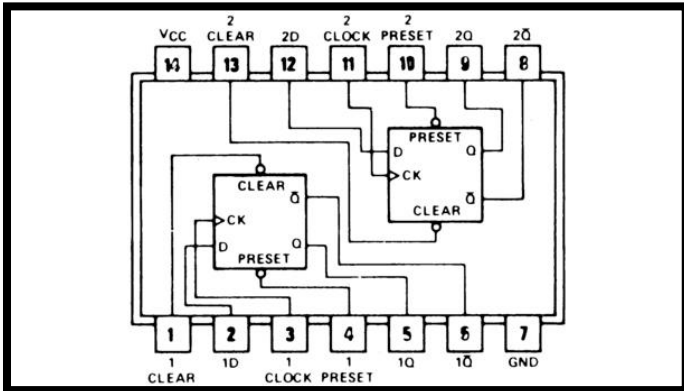 2 2 2
VCC CLEAR 2D CLOCK PRESET 2Q 2Q̅
14 13 12 11 10 9 8
PRESET
D Q
CK
Q̅
CLEAR
CLEAR
Q̅
CK
D Q
PRESET
1 2 3 4 5 6 7
1 1D 1 1 1Q 1Q̅ GND
CLEAR CLOCK PRESET